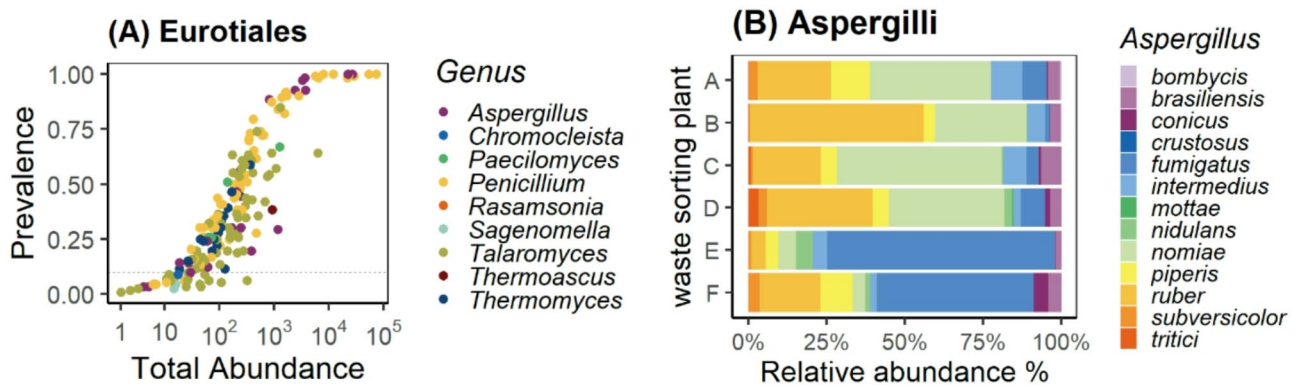 (A) Eurotiales
Prevalence
1.00
0.75
0.50
0.25
0.00
1
10
10²
10³
10⁴
10⁵
Total Abundance
Genus
Aspergillus
Chromocleista
Paecilomyces
Penicillium
Rasamsonia
Sagenomella
Talaromyces
Thermoascus
Thermomyces
(B) Aspergilli
waste sorting plant
A
B
C
D
E
F
0%
25%
50%
75%
100%
Relative abundance %
Aspergillus
bombycis
brasiliensis
conicus
crustosus
fumigatus
intermedius
mottae
nidulans
nomiae
piperis
ruber
subversicolor
tritici